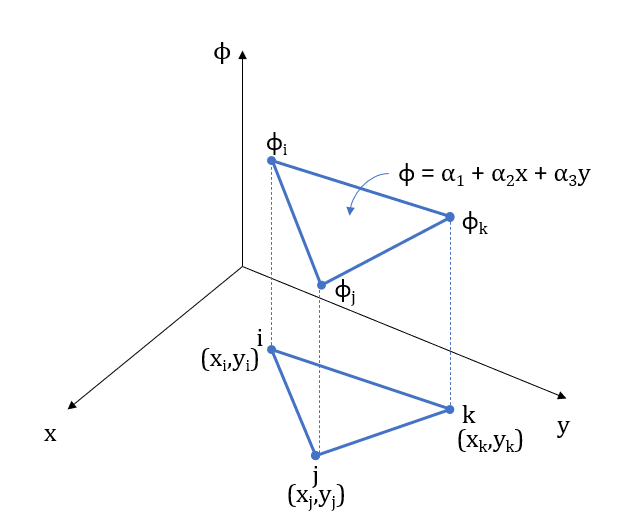 ϕ
ϕᵢ
ϕ = α₁ + α₂x + α₃y
ϕₖ
ϕⱼ
i
(xᵢ,yᵢ)
x
k
(xₖ,yₖ)
y
j
(xⱼ,yⱼ)